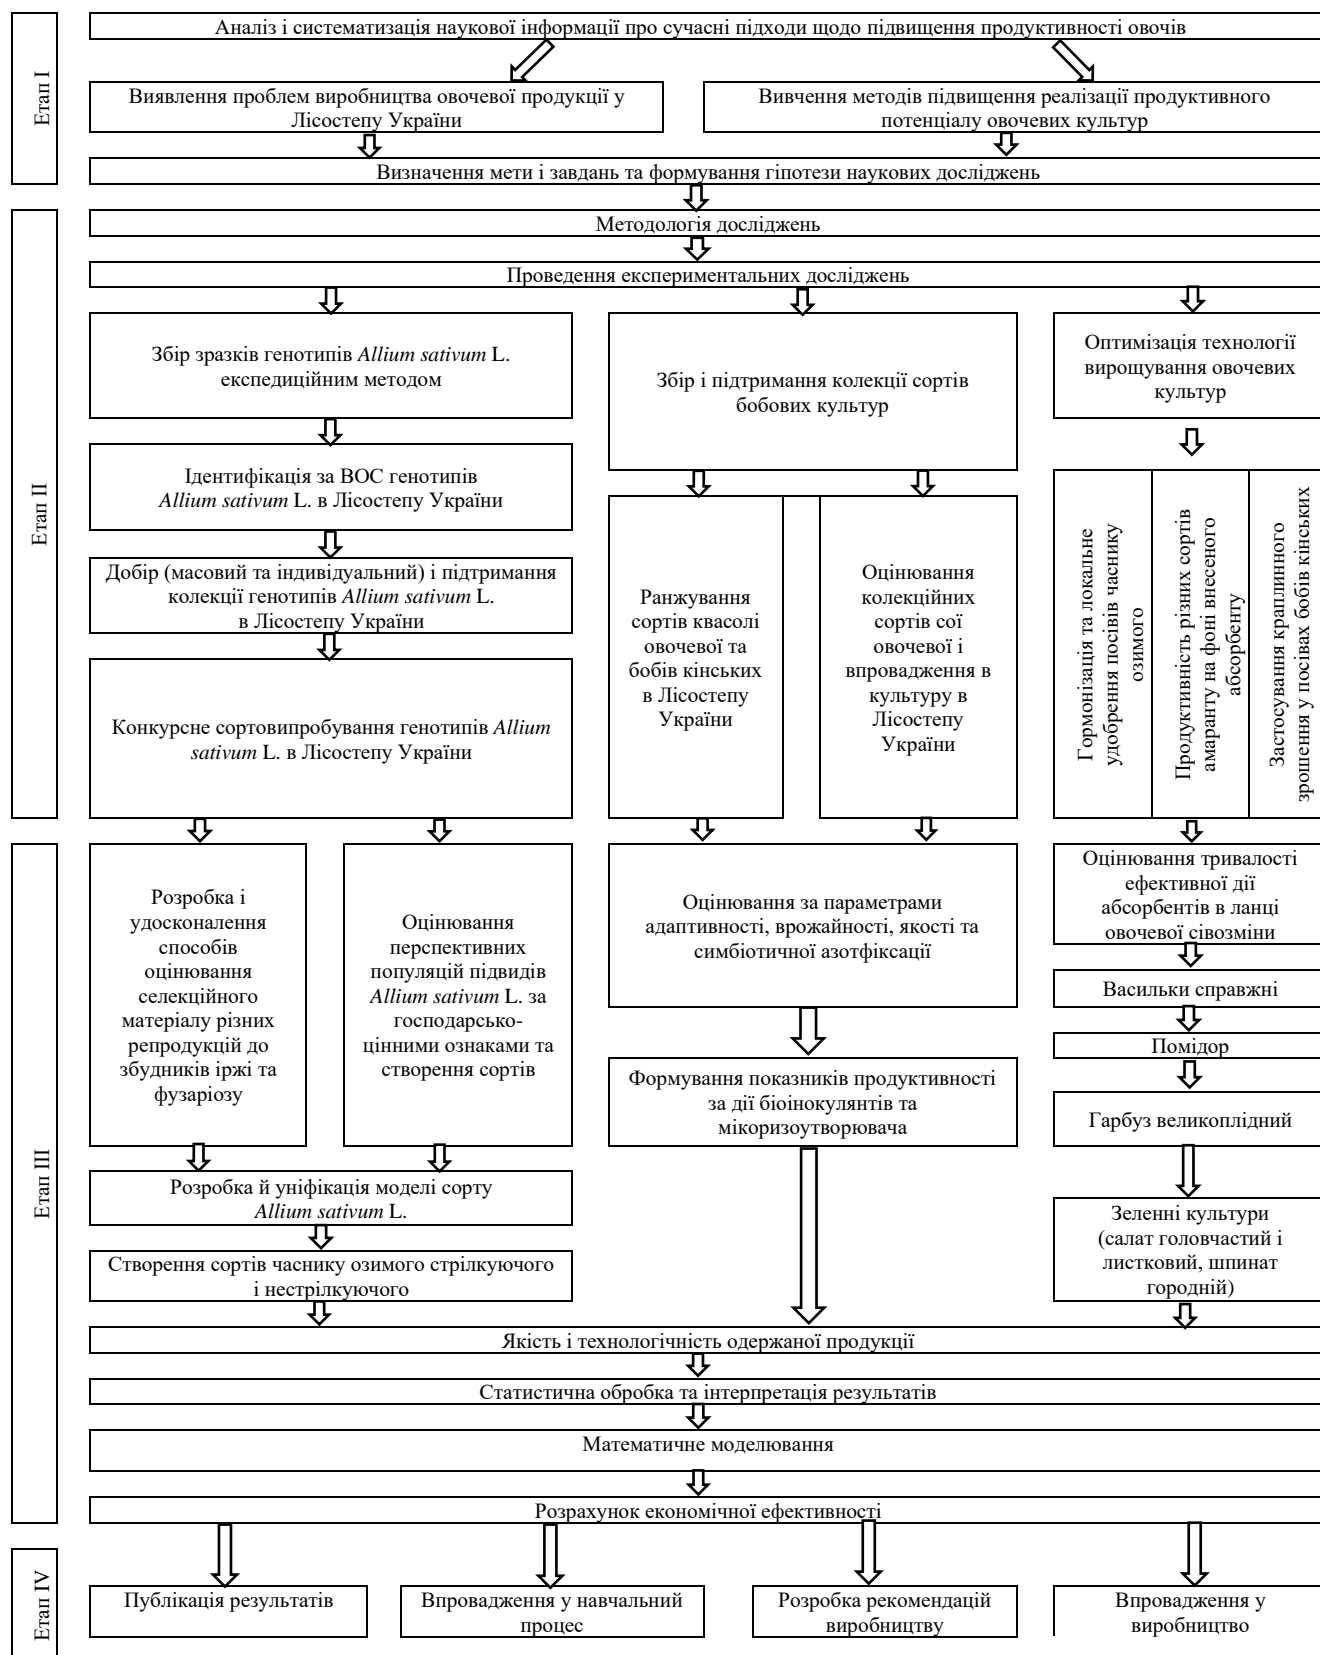 Етап I
Аналіз і систематизація наукової інформації про сучасні підходи щодо підвищення продуктивності овочів
Виявлення проблем виробництва овочевої продукції у
Лісостепу України
Вивчення методів підвищення реалізації продуктивного
потенціалу овочевих культур
Визначення мети і завдань та формування гіпотези наукових досліджень
Етап II
Методологія досліджень
Проведення експериментальних досліджень
Збір зразків генотипів Allium sativum L.
експедиційним методом
Ідентифікація за ВОС генотипів
Allium sativum L. в Лісостепу України
Добір (масовий та індивідуальний) і підтримання
колекції генотипів Allium sativum L.
в Лісостепу України
Конкурсне сортовипробування генотипів Allium
sativum L. в Лісостепу України
Збір і підтримання колекції сортів
бобових культур
Ранжування
сортів квасолі
овочевої та
бобів кінських
в Лісостепу
України
Оцінювання
колекційних
сортів сої
овочевої і
впровадження в
культуру в
Лісостепу
України
Оптимізація технології
вирощування овочевих
культур
Гормонізація та локальне
удобрення посівів часнику
озимого
Продуктивність різних сортів
амаранту на фоні внесеного
абсорбенту
Застосування краплинного
зрошення у посівах бобів кінських
Етап III
Розробка і
удосконалення
способів
оцінювання
селекційного
матеріалу різних
репродукцій до
збудників іржі та
фузаріозу
Оцінювання
перспективних
популяцій підвидів
Allium sativum L. за
господарсько-
цінними ознаками та
створення сортів
Розробка й уніфікація моделі сорту
Allium sativum L.
Створення сортів часнику озимого стрілкуючого
і нестрілкуючого
Оцінювання за параметрами
адаптивності, врожайності, якості та
симбіотичної азотфіксації
Формування показників продуктивності
за дії біоінокулянтів та
мікоризоутворювача
Оцінювання тривалості
ефективної дії
абсорбентів в ланці
овочевої сівозміни
Васильки справжні
Помідор
Гарбуз великоплідний
Зеленні культури
(салат головчастий і
листковий, шпинат
городній)
Якість і технологічність одержаної продукції
Статистична обробка та інтерпретація результатів
Математичне моделювання
Розрахунок економічної ефективності
Етап IV
Публікація результатів
Впровадження у навчальний
процес
Розробка рекомендацій
виробництву
Впровадження у
виробництво